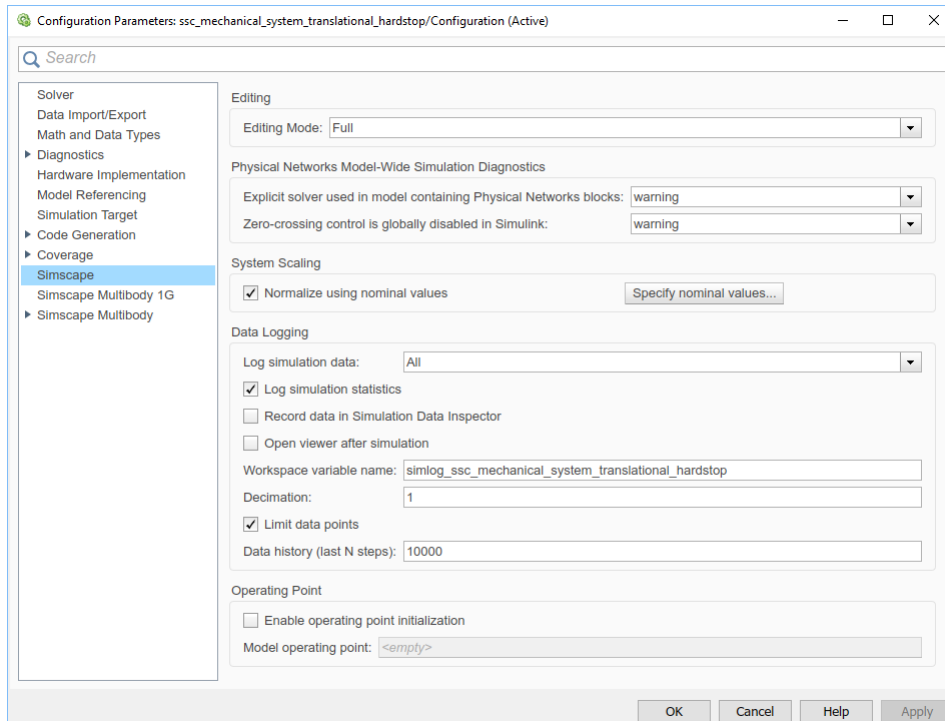 Configuration Parameters: ssc_mechanical_system_translational_hardstop/Configuration (Active)
Search
Solver
Data Import/Export
Math and Data Types
Diagnostics
Hardware Implementation
Model Referencing
Simulation Target
Code Generation
Coverage
Simscape
Simscape Multibody 1G
Simscape Multibody
Editing
Editing Mode: Full
Physical Networks Model-Wide Simulation Diagnostics
Explicit solver used in model containing Physical Networks blocks: warning
Zero-crossing control is globally disabled in Simulink: warning
System Scaling
Normalize using nominal values Specify nominal values...
Data Logging
Log simulation data: All
Log simulation statistics
Record data in Simulation Data Inspector
Open viewer after simulation
Workspace variable name: simlog_ssc_mechanical_system_translational_hardstop
Decimation: 1
Limit data points
Data history (last N steps): 10000
Operating Point
Enable operating point initialization
Model operating point: <empty>
OK Cancel Help Apply